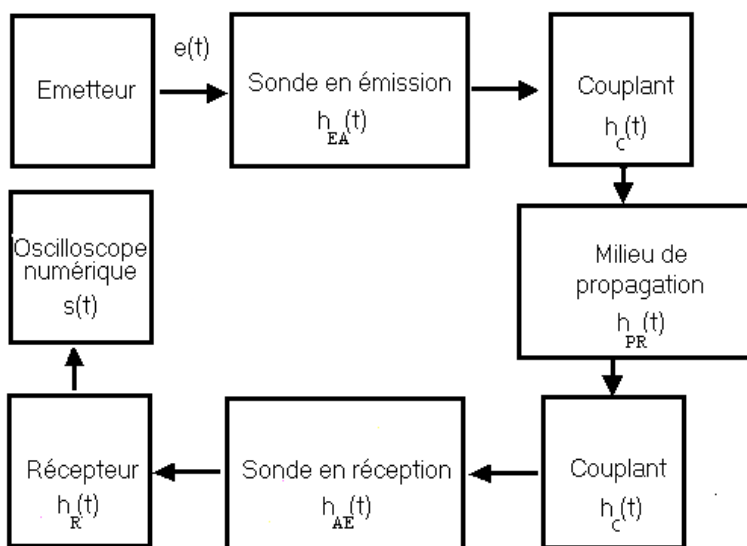 e(t)
Emetteur
Sonde en émission
h_EA(t)
Couplant
h_C(t)
Milieu de
propagation
h_PR(t)
Couplant
h_C(t)
Sonde en réception
h_AE(t)
Récepteur
h_R(t)
Oscilloscope
numérique
s(t)